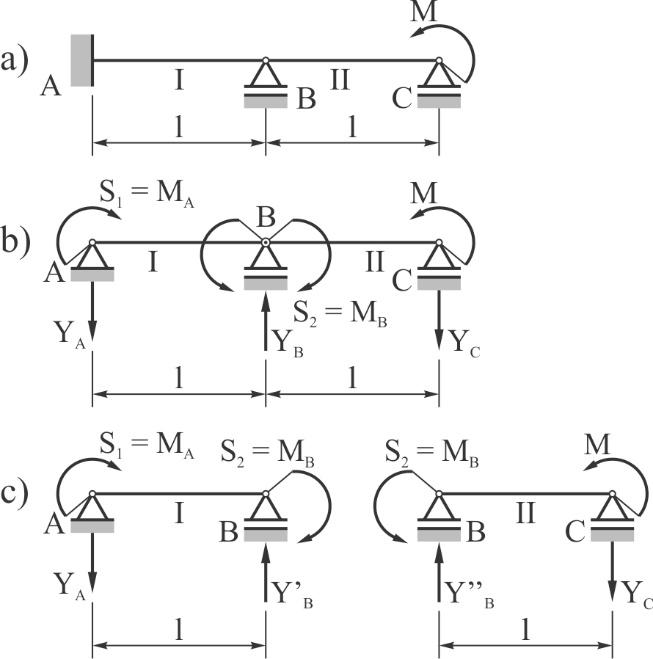 a)
A
I
B
II
C
M
l
l
b)
S₁ = M_A
A
I
B
II
C
M
S₂ = M_B
Y_A
Y_B
Y_C
l
l
c)
S₁ = M_A
S₂ = M_B
S₂ = M_B
M
A
I
B
B
II
C
Y_A
Y'_B
Y''_B
Y_C
l
l